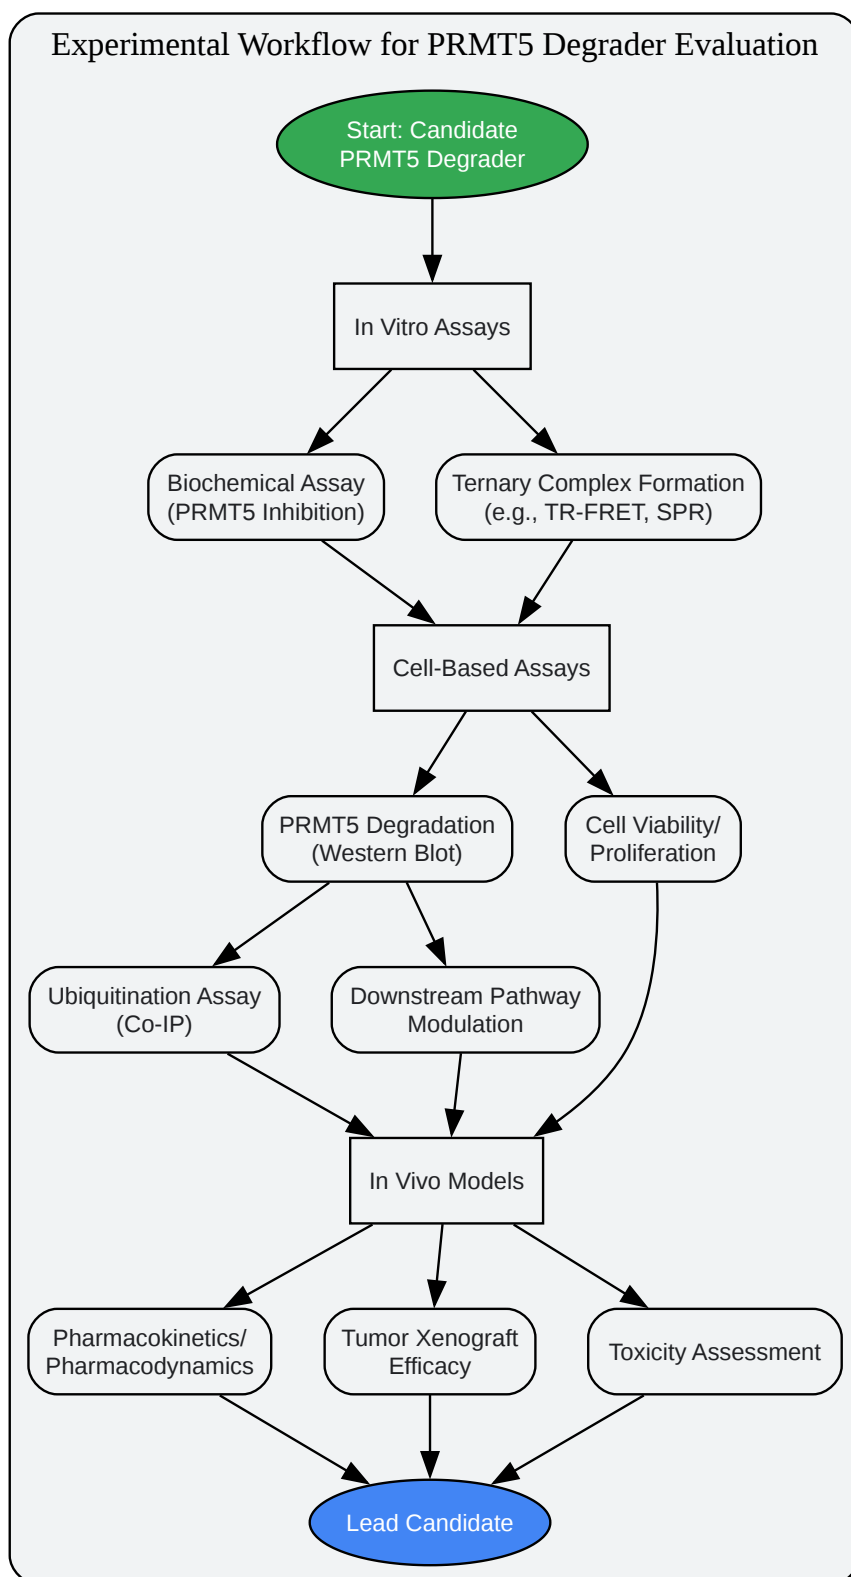 Experimental Workflow for PRMT5 Degrader Evaluation
Start: Candidate
PRMT5 Degrader
In Vitro Assays
Biochemical Assay
(PRMT5 Inhibition)
Ternary Complex Formation
(e.g., TR-FRET, SPR)
Cell-Based Assays
PRMT5 Degradation
(Western Blot)
Cell Viability/
Proliferation
Ubiquitination Assay
(Co-IP)
Downstream Pathway
Modulation
In Vivo Models
Pharmacokinetics/
Pharmacodynamics
Tumor Xenograft
Efficacy
Toxicity Assessment
Lead Candidate